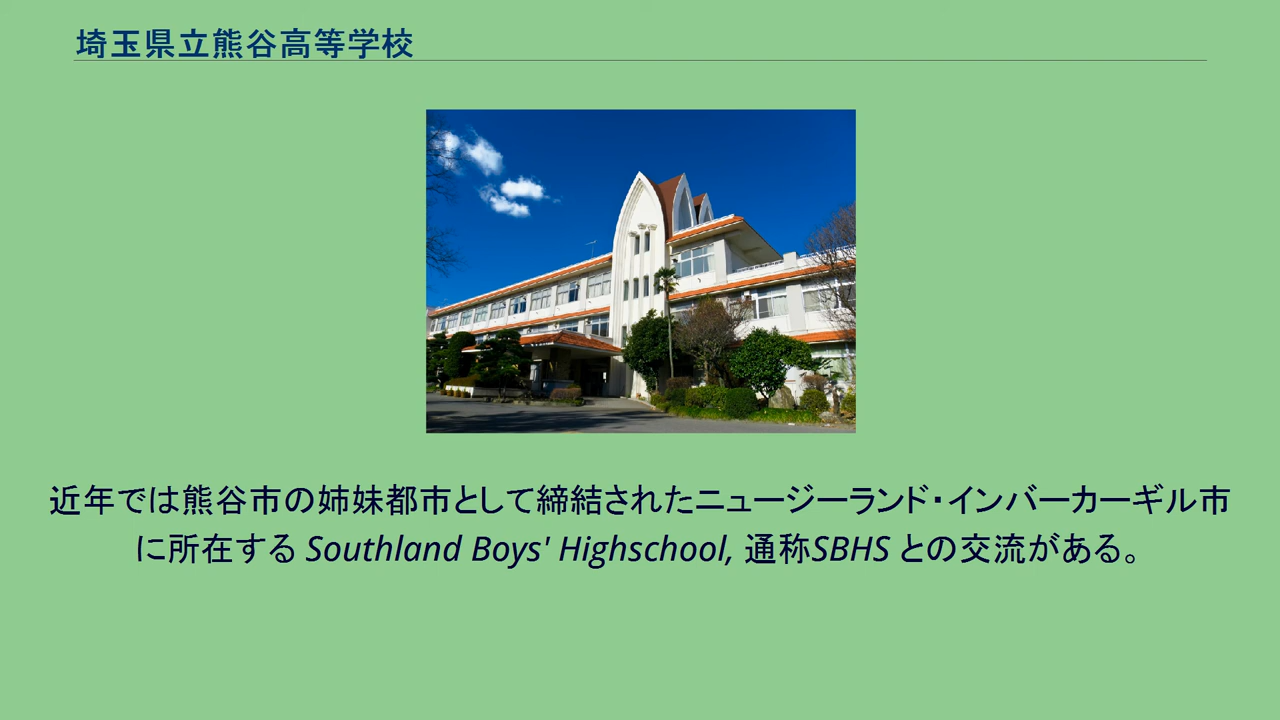 埼玉県立熊谷高等学校
近年では熊谷市の姉妹都市として締結されたニュージーランド・インバーカーギル市
に所在する Southland Boys' Highschool, 通称SBHS との交流がある。